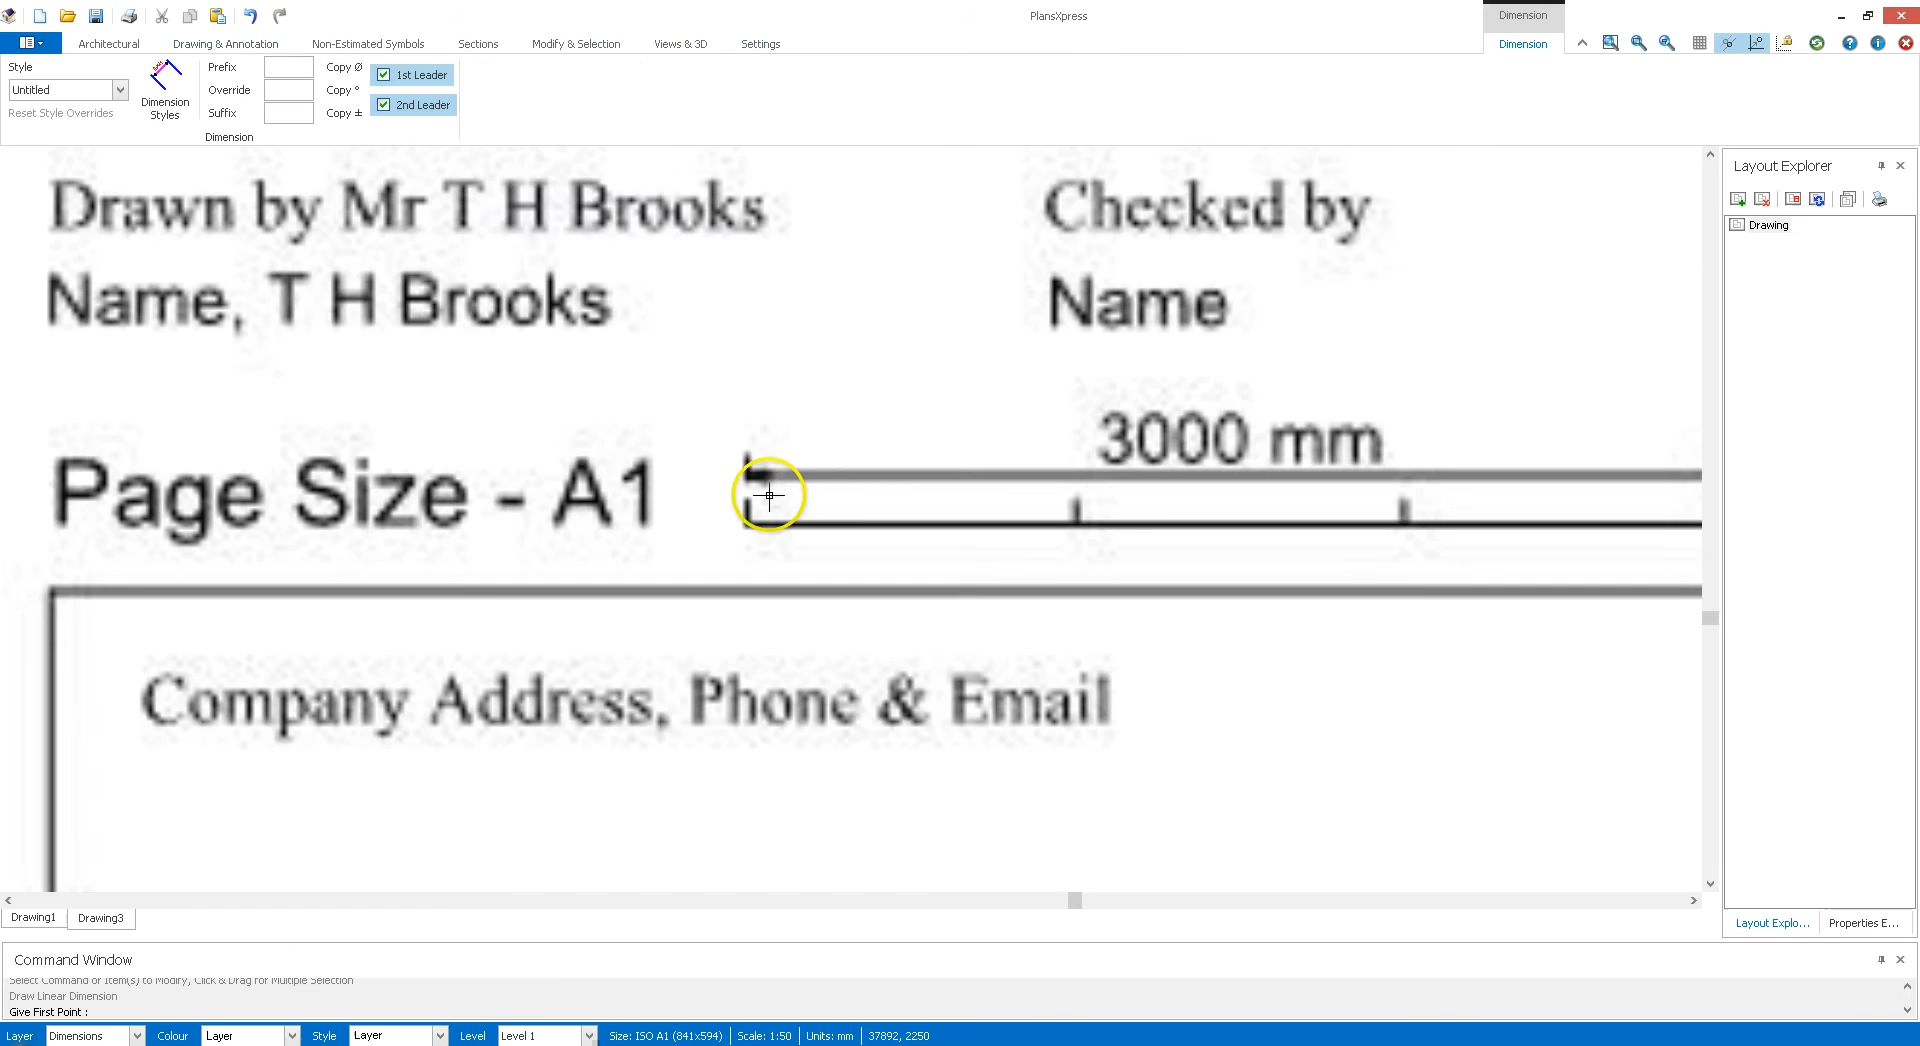 PlansXpress
Dimension
Architectural
Drawing & Annotation
Non-Estimated Symbols
Sections
Modify & Selection
Views & 3D
Settings
Dimension
Style
Prefix
Copy Ø
1st Leader
Untitled
Override
Copy °
2nd Leader
Dimension
Styles
Reset Style Overrides
Suffix
Copy ±
Dimension
Drawn by Mr T H Brooks
Checked by
Name, T H Brooks
Name
3000 mm
Page Size - A1
Company Address, Phone & Email
Layout Explorer
Drawing
Drawing1
Drawing3
Layout Explo...
Properties E...
Command Window
Select Command or Item(s) to Modify, Click & Drag for Multiple Selection
Draw Linear Dimension
Give First Point :
Layer
Dimensions
Colour
Layer
Style
Layer
Level
Level 1
Size: ISO A1 (841x594)
Scale: 1:50
Units: mm
37892, 2250